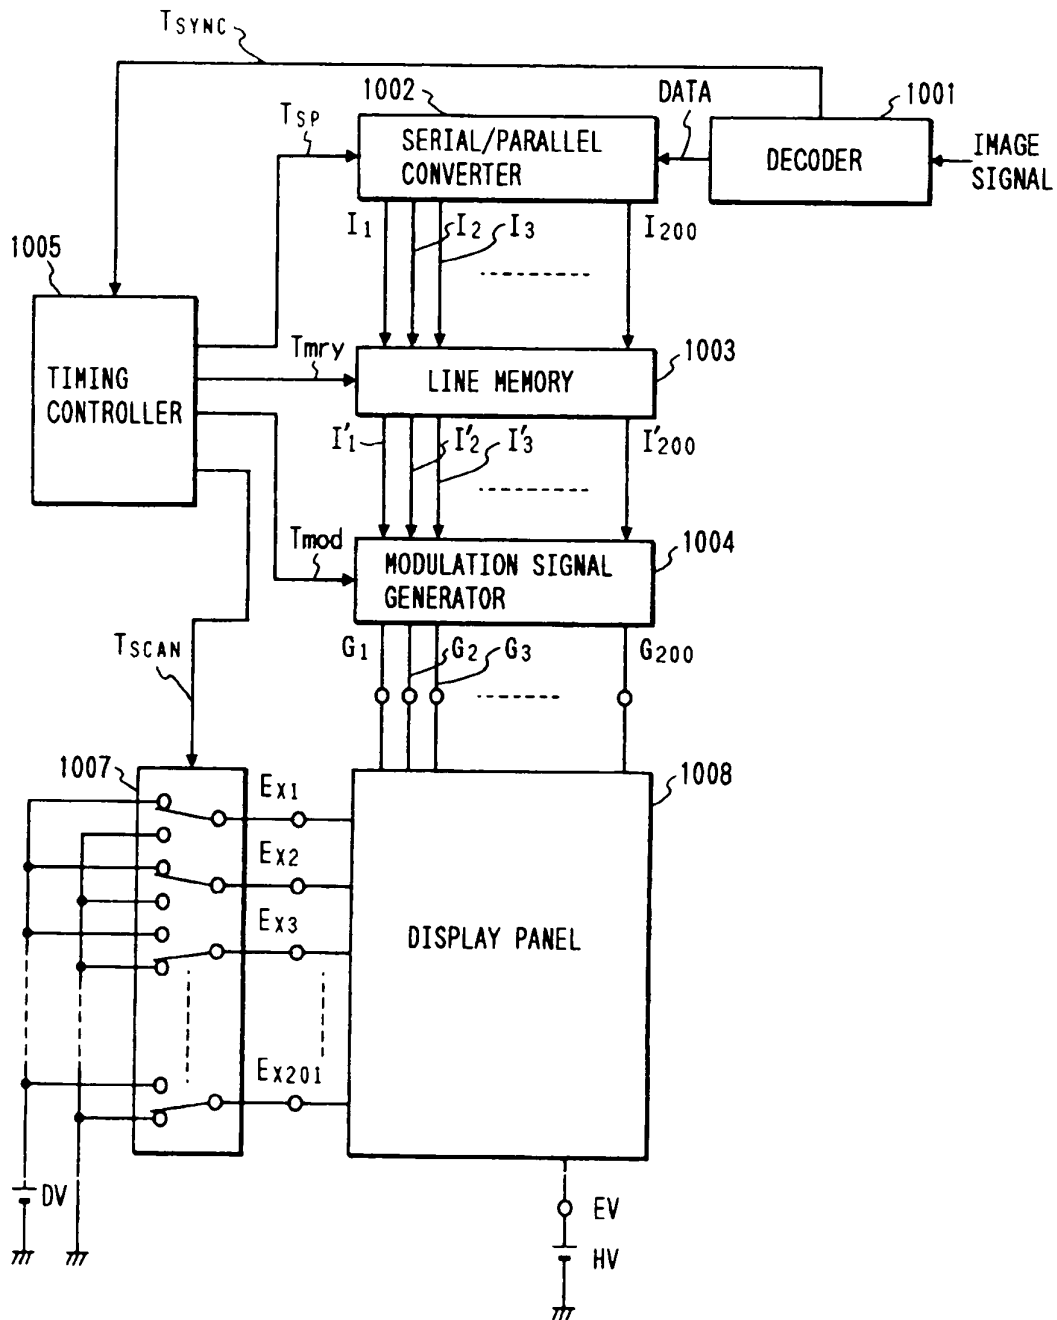 TSYNC
1002
DATA
1001
TSP
SERIAL/PARALLEL
CONVERTER
DECODER
IMAGE
SIGNAL
I1 I2 I3 I200
1005
TIMING
CONTROLLER
Tmry
LINE MEMORY
1003
I'1 I'2 I'3 I'200
Tmod
MODULATION SIGNAL
GENERATOR
1004
TSCAN
G1 G2 G3 G200
1007
1008
EX1
EX2
EX3
EX201
DISPLAY PANEL
DV
EV
HV